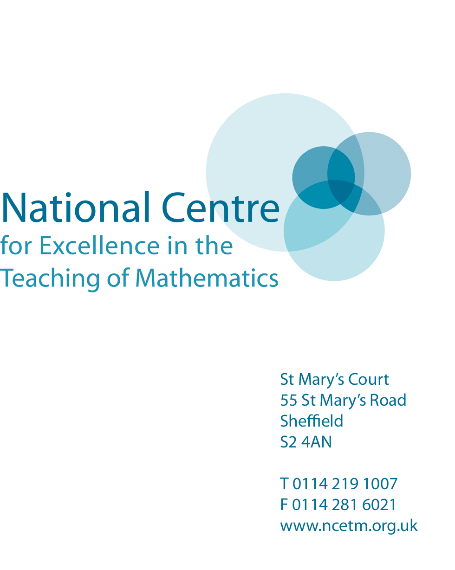 National Centre
for Excellence in the
Teaching of Mathematics
St Mary's Court
55 St Mary's Road
Sheffield
S2 4AN
T 0114 219 1007
F 0114 281 6021
www.ncetm.org.uk